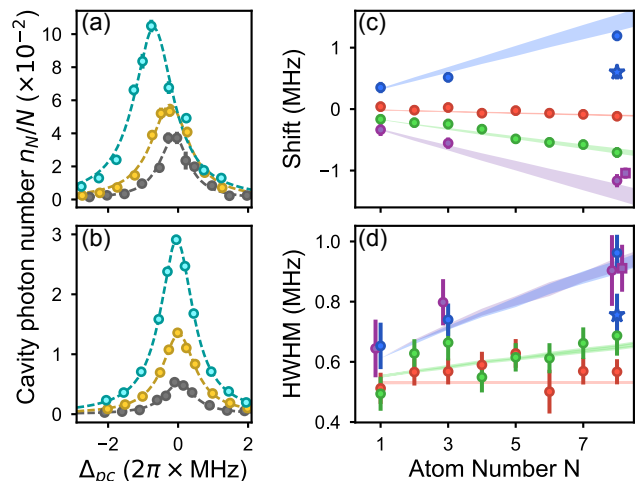 (a)
10
8
6
4
2
0
(b)
3
2
1
0
Cavity photon number n_N/N (×10⁻²)
−2
0
2
Δ_pc (2π × MHz)
(c)
1
0
−1
Shift (MHz)
(d)
1.0
0.8
0.6
0.4
HWHM (MHz)
1
3
5
7
Atom Number N